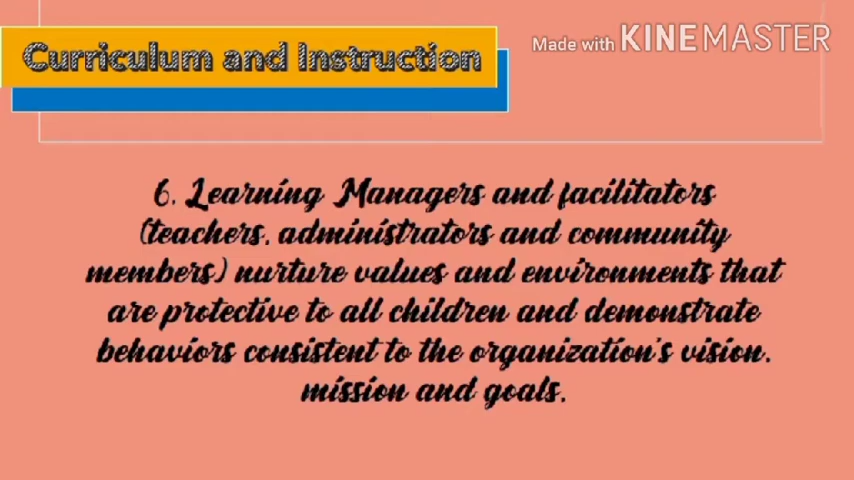 Curriculum and Instruction
Made with KINEMASTER
6. Learning Managers and facilitators
(teachers, administrators and community
members) nurture values and environments that
are protective to all children and demonstrate
behaviors consistent to the organization's vision,
mission and goals.